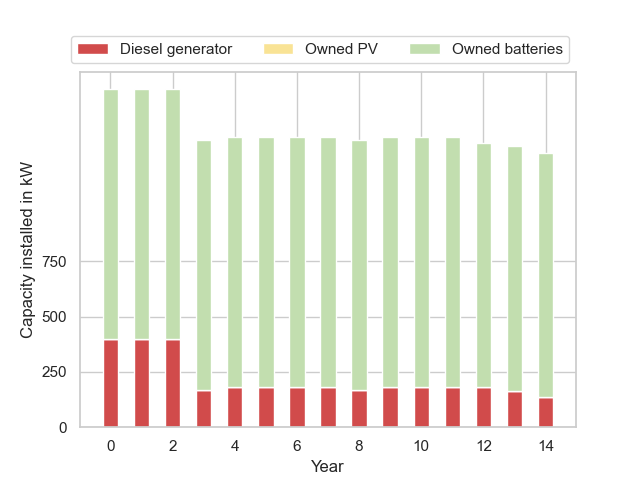 Diesel generator Owned PV Owned batteries
Capacity installed in kW
750
500
250
0
0 2 4 6 8 10 12 14
Year